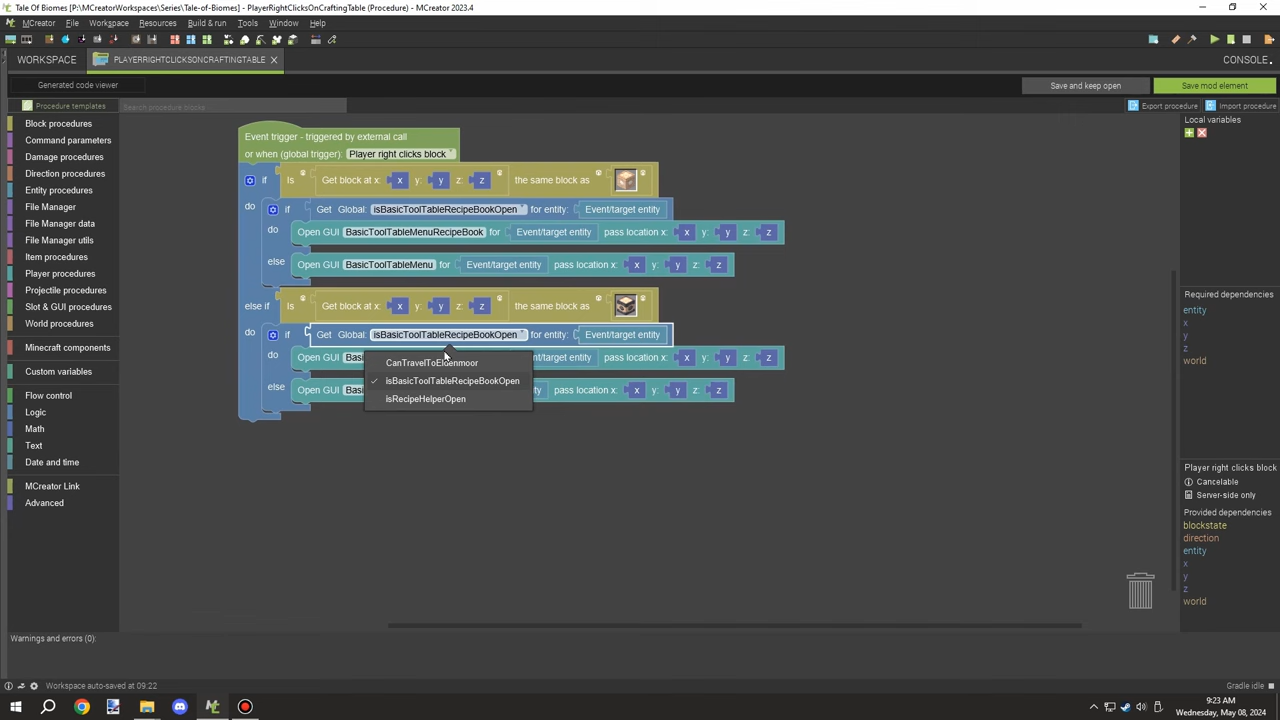 Tale Of Biomes [P:\MCreatorWorkspaces\Series\Tale-of-Biomes] - PlayerRightClicksOnCraftingTable (Procedure) - MCreator 2023.4
MCreator File Workspace Resources Build & run Tools Window Help
WORKSPACE PLAYERRIGHTCLICKSONCRAFTINGTABLE CONSOLE
Generated code viewer Save and keep open Save mod element
Procedure templates Search procedure blocks - Export procedure Import procedure
Block procedures
Command parameters
Damage procedures
Direction procedures
Entity procedures
File Manager
File Manager data
File Manager utils
Item procedures
Player procedures
Projectile procedures
Slot & GUI procedures
World procedures
Minecraft components
Custom variables
Flow control
Logic
Math
Text
Date and time
MCreator Link
Advanced
Event trigger - triggered by external call
or when (global trigger): Player right clicks block
if Is Get block at x: x y: y z: z the same block as
do if Get Global: isBasicToolTableRecipeBookOpen for entity: Event/target entity
do Open GUI BasicToolTableMenuRecipeBook for Event/target entity pass location x: x y: y z: z
else Open GUI BasicToolTableMenu for Event/target entity pass location x: x y: y z: z
else if Is Get block at x: x y: y z: z the same block as
do if Get Global: isBasicToolTableRecipeBookOpen for entity: Event/target entity
do Open GUI pass location x: x y: y z: z
else Open GUI pass location x: x y: y z: z
CanTravelToEldenmoor
isBasicToolTableRecipeBookOpen
isRecipeHelperOpen
Local variables
Required dependencies
entity
x
y
z
world
Player right clicks block
Cancelable
Server-side only
Provided dependencies
blockstate
direction
entity
x
y
z
world
Warnings and errors (0):
Workspace auto-saved at 09:22 Gradle idle
9:23 AM
Wednesday, May 08, 2024